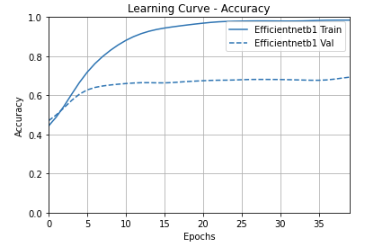 Learning Curve - Accuracy
1.0
Efficientnetb1 Train
Efficientnetb1 Val
0.8
0.6
0.4
0.2
0.0
Accuracy
0 5 10 15 20 25 30 35
Epochs